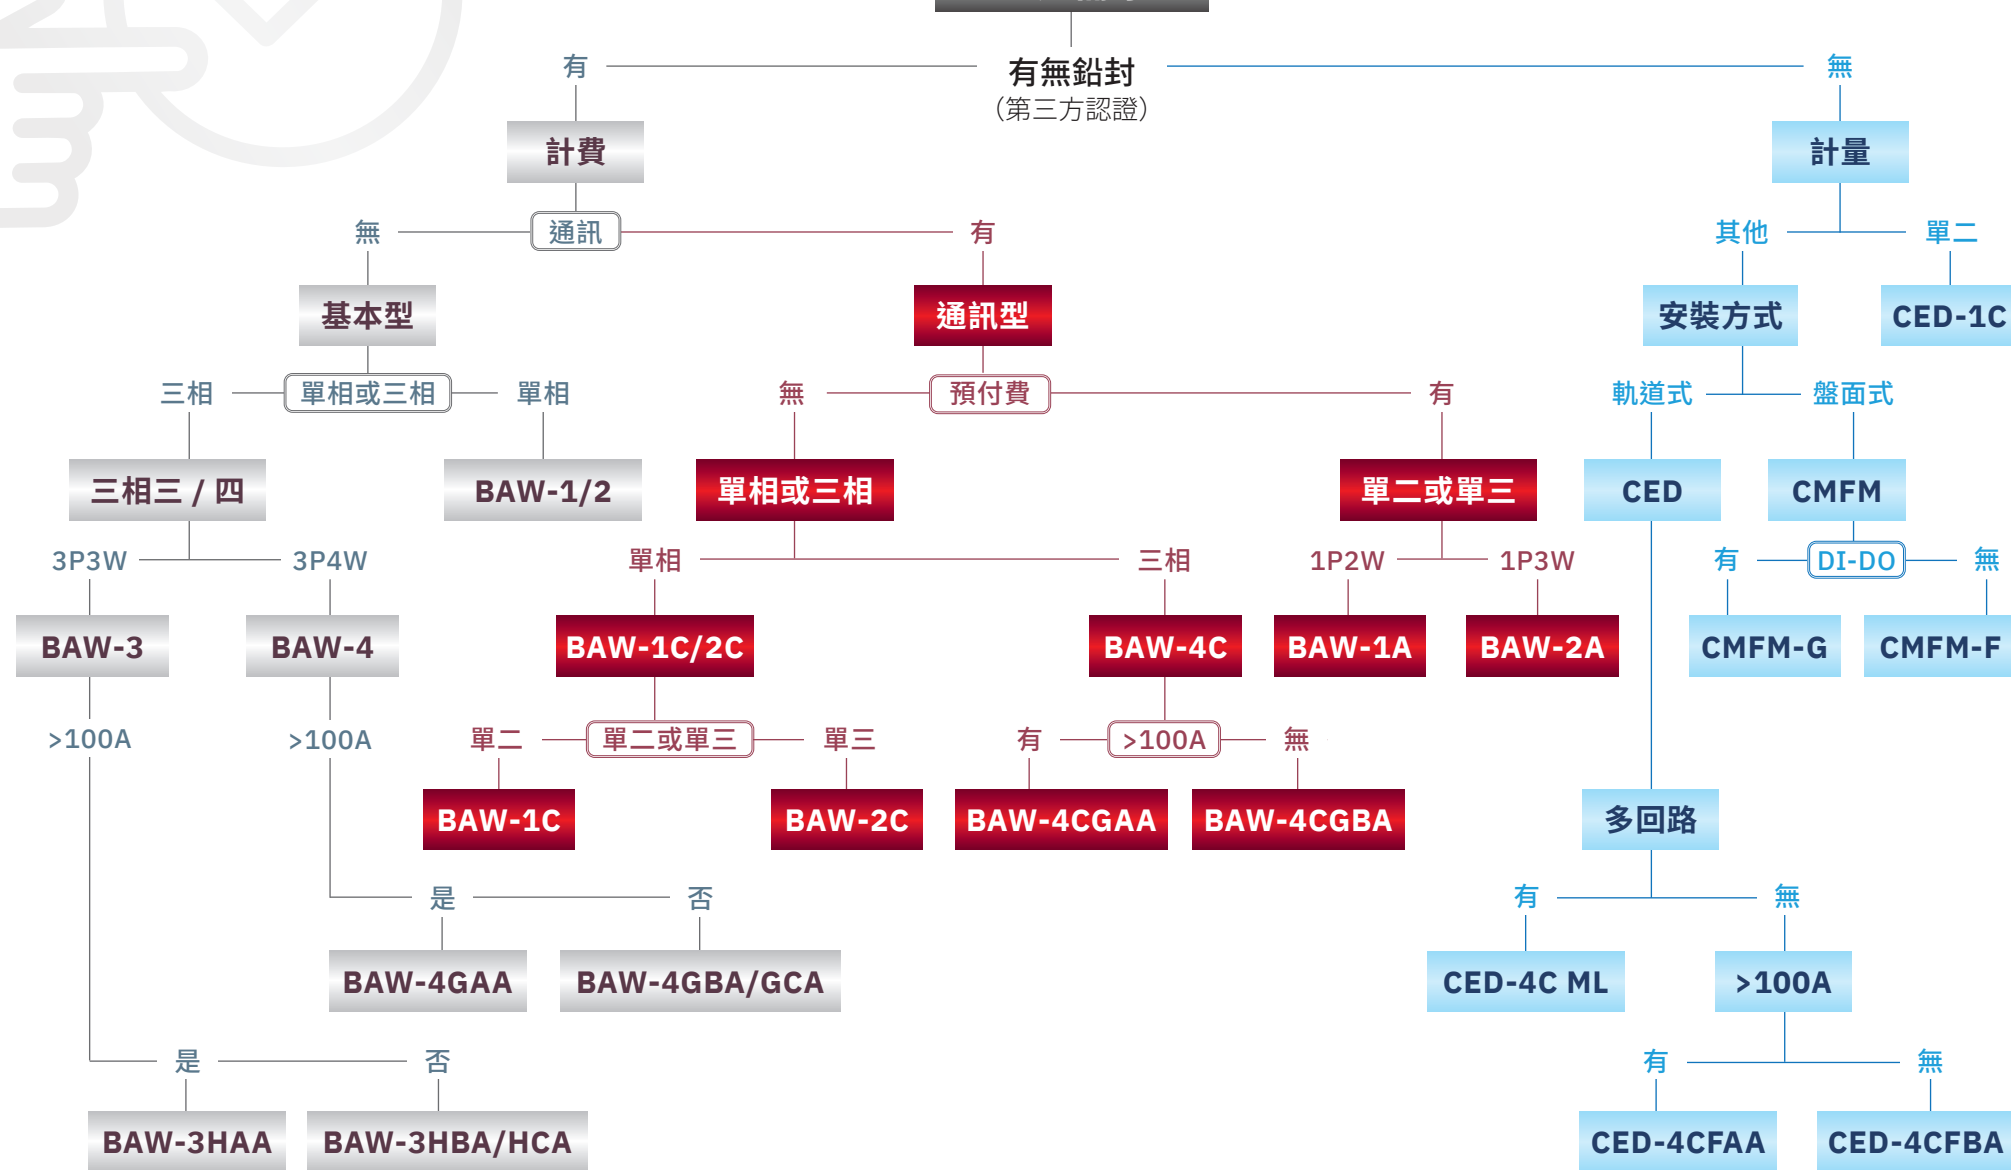 有
有無鉛封
無
（第三方認證）
計費
計量
無
通訊
有
其他
單二
基本型
通訊型
安裝方式
CED-1C
三相
單相或三相
單相
無
預付費
有
軌道式
盤面式
三相三 / 四
BAW-1/2
單相或三相
單二或單三
CED
CMFM
3P3W
3P4W
單相
三相
1P2W
1P3W
有
DI-DO
無
BAW-3
BAW-4
BAW-1C/2C
BAW-4C
BAW-1A
BAW-2A
CMFM-G
CMFM-F
>100A
>100A
單二
單二或單三
單三
有
>100A
無
BAW-1C
BAW-2C
BAW-4CGAA
BAW-4CGBA
多回路
是
否
有
無
BAW-4GAA
BAW-4GBA/GCA
CED-4C ML
>100A
是
否
有
無
BAW-3HAA
BAW-3HBA/HCA
CED-4CFAA
CED-4CFBA